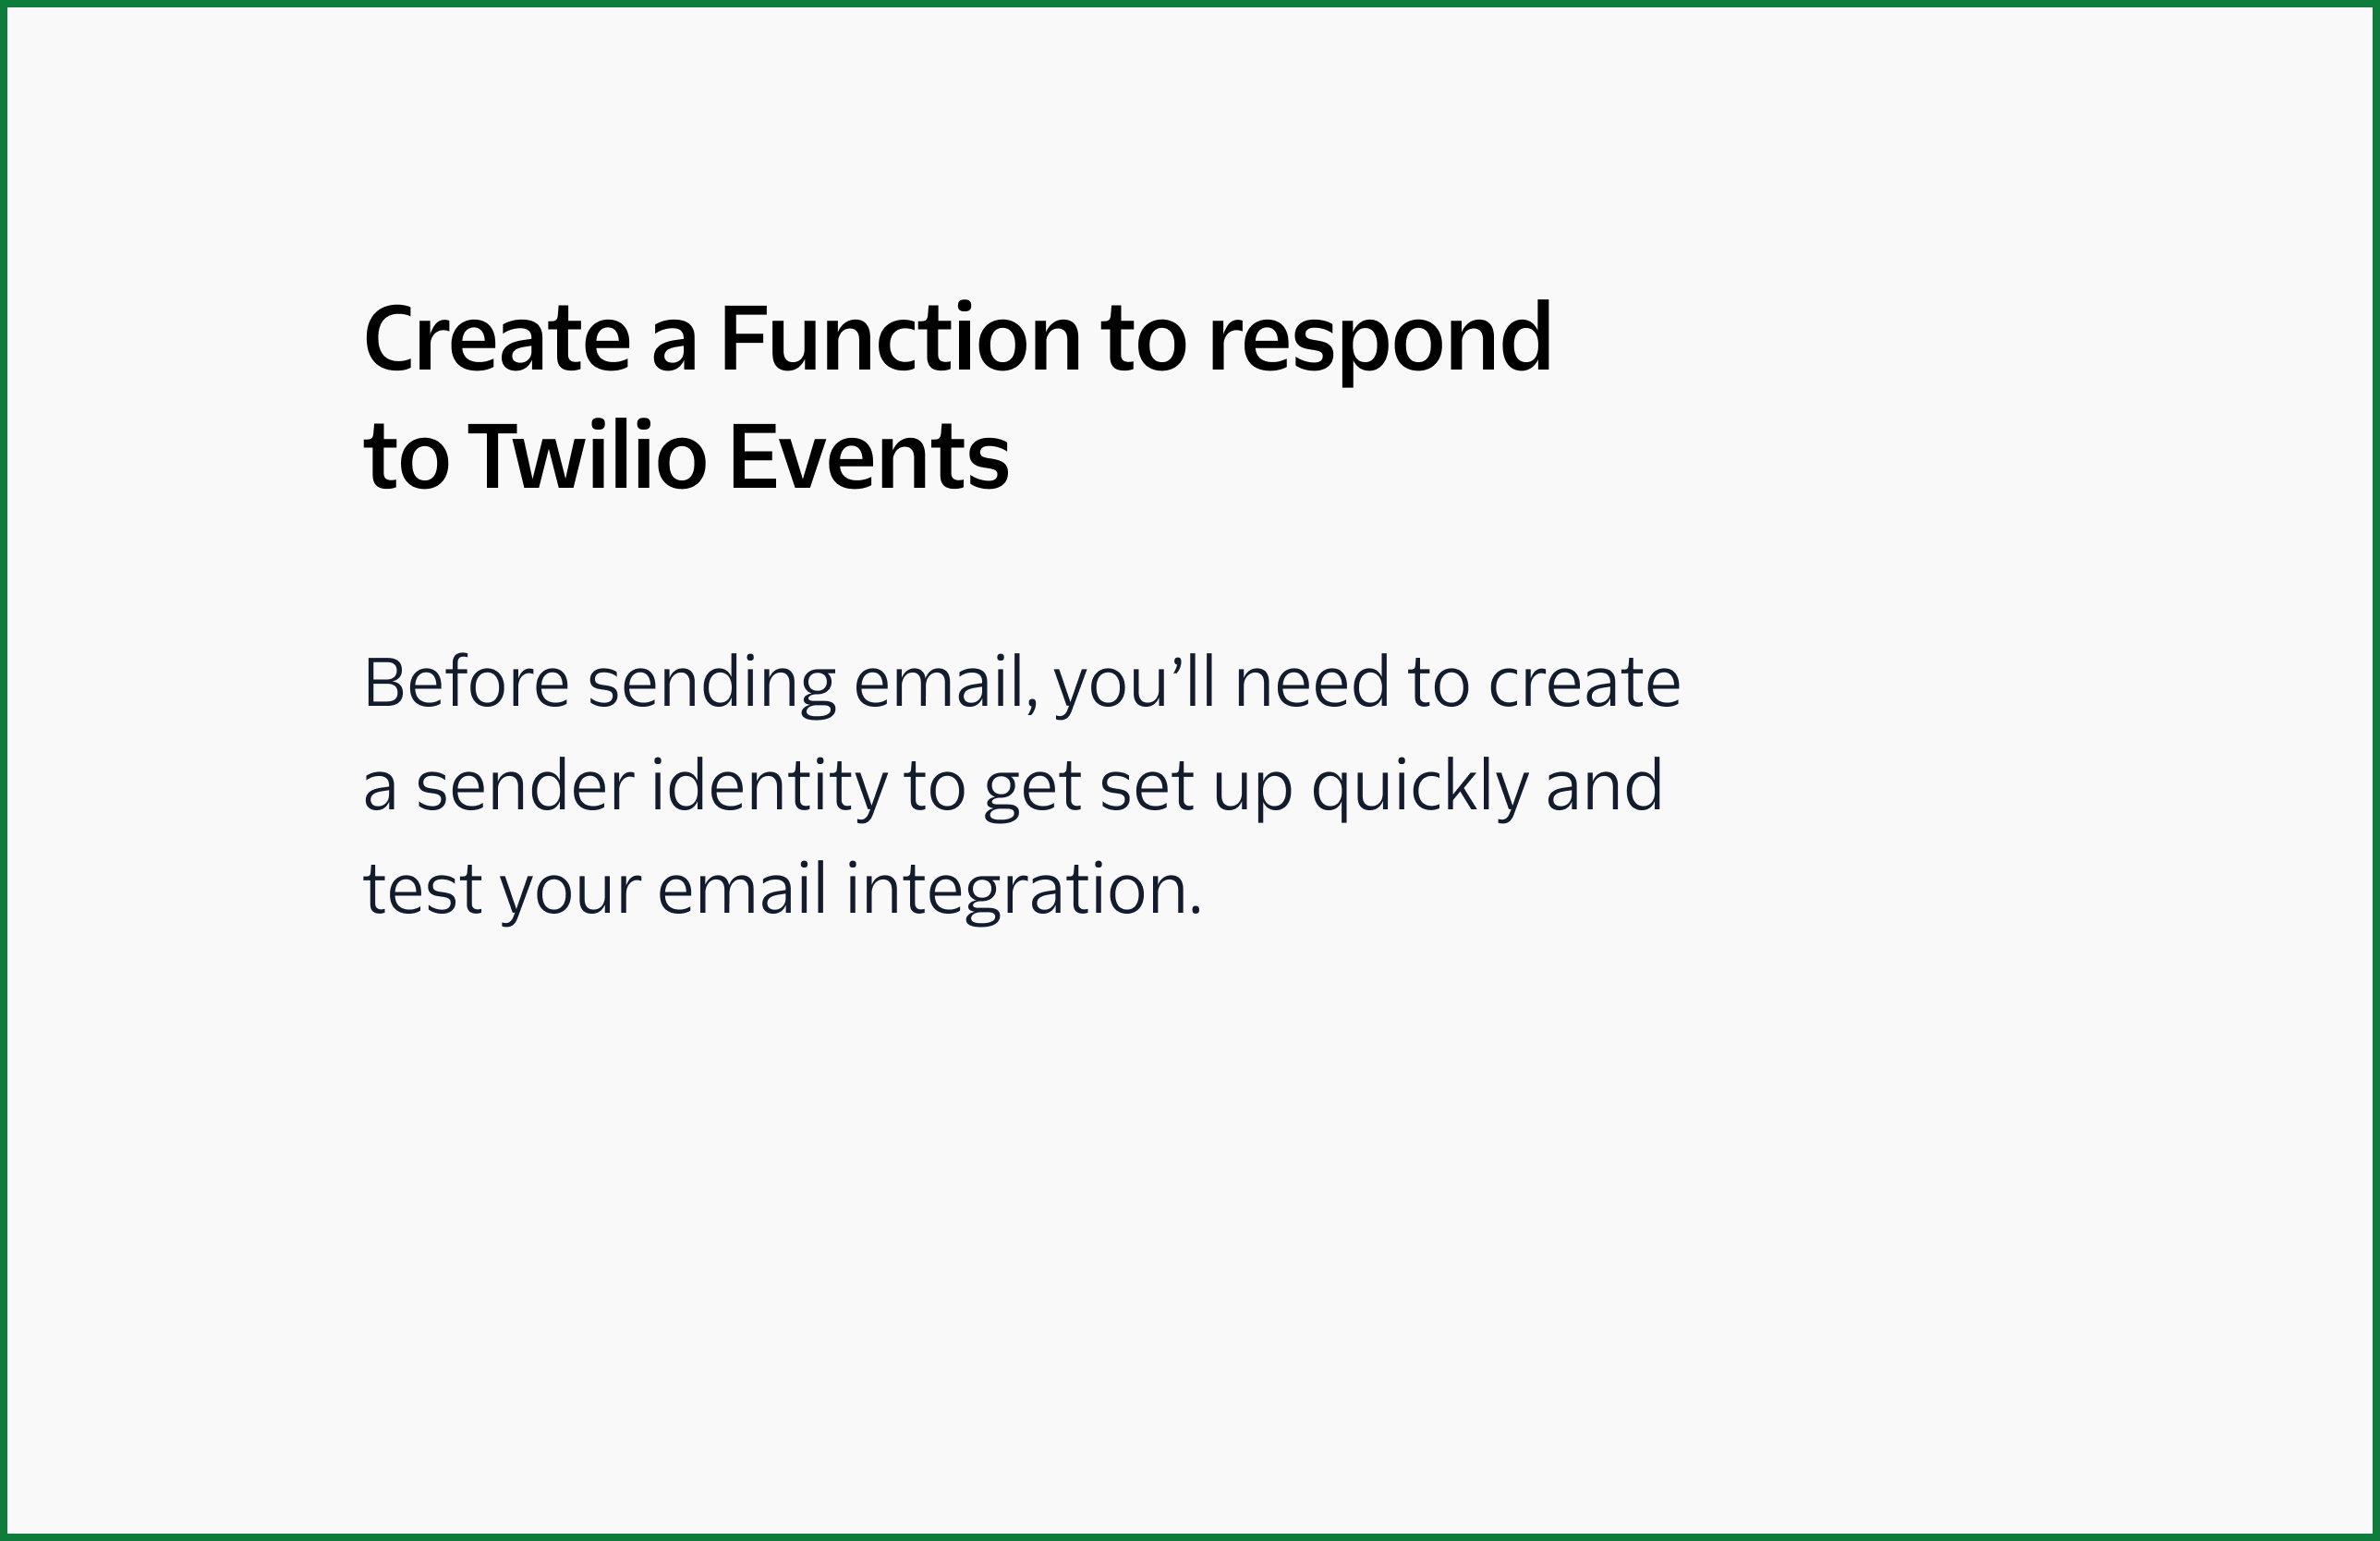 Create a Function to respond
to Twilio Events
Before sending email, you’ll need to create
a sender identity to get set up quickly and
test your email integration.